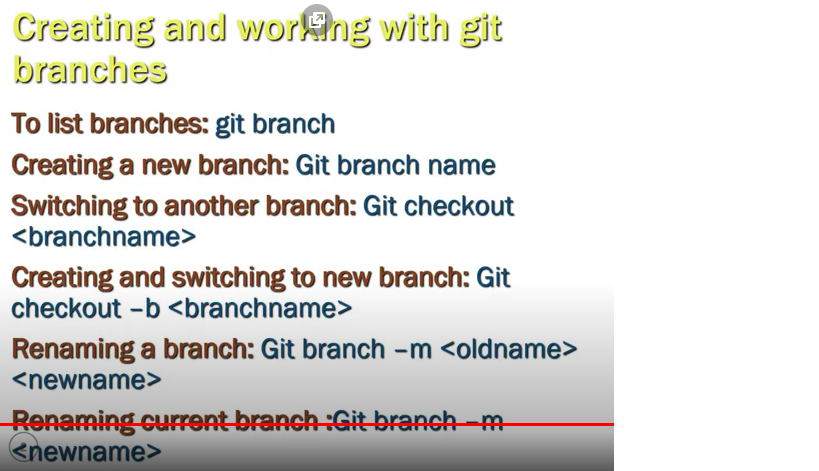 Creating and working with git
branches
To list branches: git branch
Creating a new branch: Git branch name
Switching to another branch: Git checkout
<branchname>
Creating and switching to new branch: Git
checkout –b <branchname>
Renaming a branch: Git branch –m <oldname>
<newname>
Renaming current branch :Git branch –m
<newname>